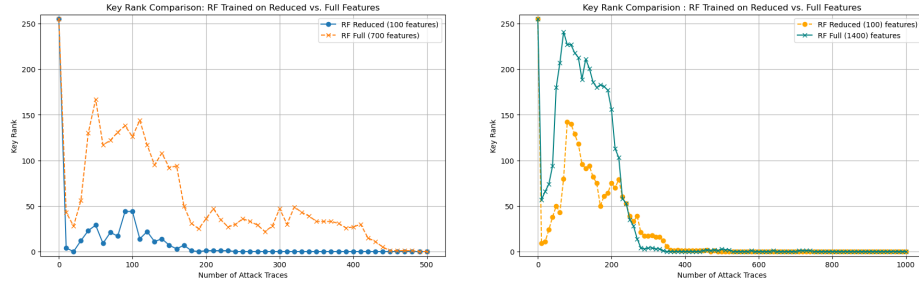 Key Rank Comparison: RF Trained on Reduced vs. Full Features
RF Reduced (100 features)
RF Full (700 features)
Key Rank
250
200
150
100
50
0
0
100
200
300
400
500
Number of Attack Traces
Key Rank Comparision : RF Trained on Reduced vs. Full Features
RF Reduced (100) features
RF Full (1400) features
Key Rank
250
200
150
100
50
0
0
200
400
600
800
1000
Number of Attack Traces